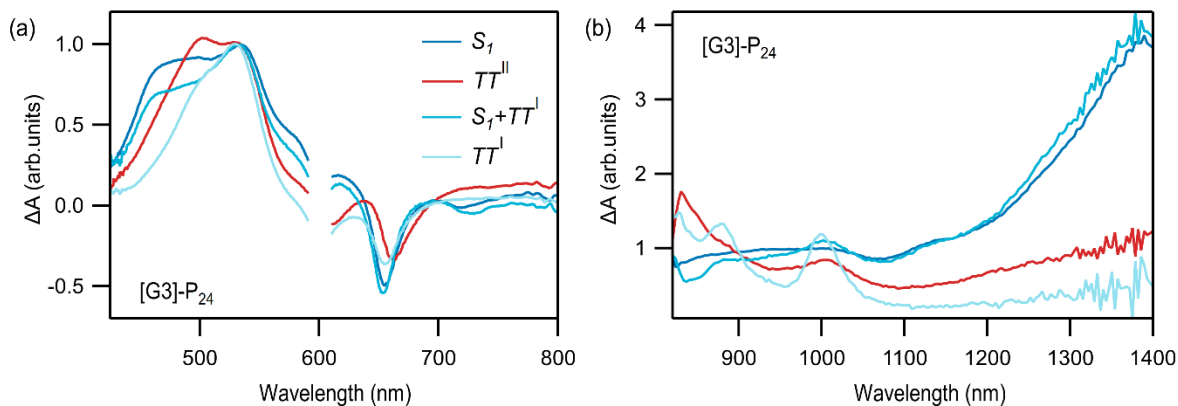 (a)
1.0
0.5
0.0
-0.5
ΔA (arb.units)
S₁
TTᴵᴵ
S₁+TTᴵ
TTᴵ
[G3]-P₂₄
500
600
700
800
Wavelength (nm)
(b)
[G3]-P₂₄
4
3
2
1
ΔA (arb.units)
900
1000
1100
1200
1300
1400
Wavelength (nm)